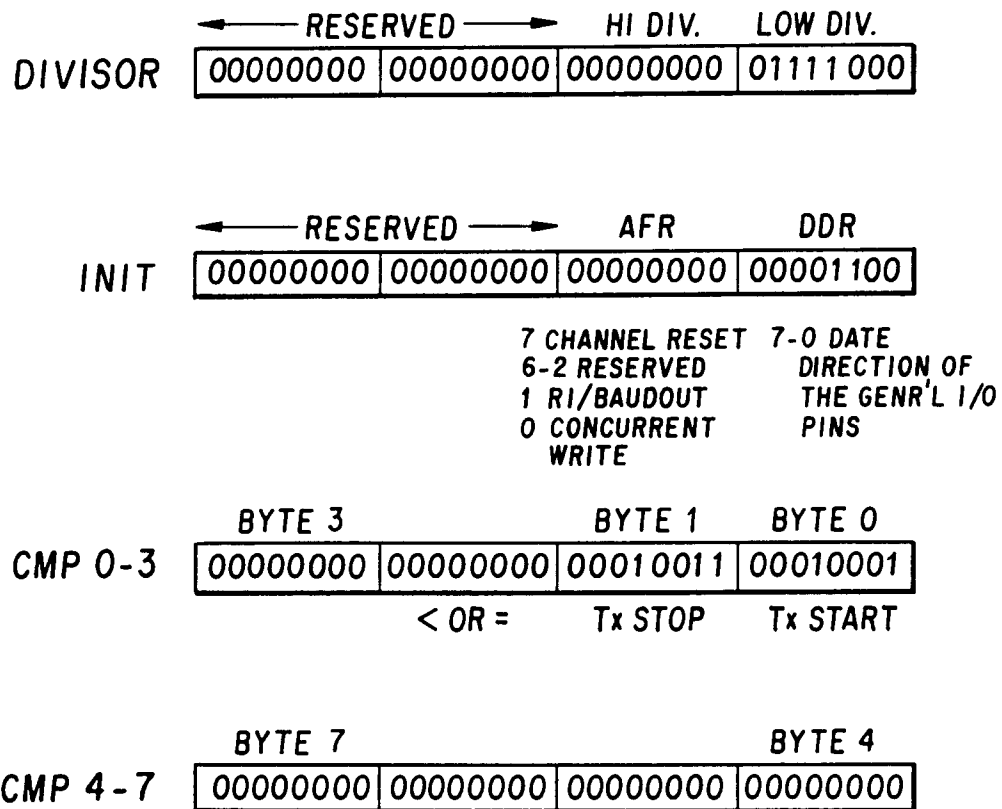 RESERVED HI DIV. LOW DIV.
DIVISOR 00000000 00000000 00000000 01111000
RESERVED AFR DDR
INIT 00000000 00000000 00000000 00001100
7 CHANNEL RESET 7-0 DATE
6-2 RESERVED DIRECTION OF
1 RI/BAUDOUT THE GENR'L I/O
0 CONCURRENT PINS
WRITE
BYTE 3 BYTE 1 BYTE 0
CMP 0-3 00000000 00000000 00010011 00010001
< OR = Tx STOP Tx START
BYTE 7 BYTE 4
CMP 4-7 00000000 00000000 00000000 00000000